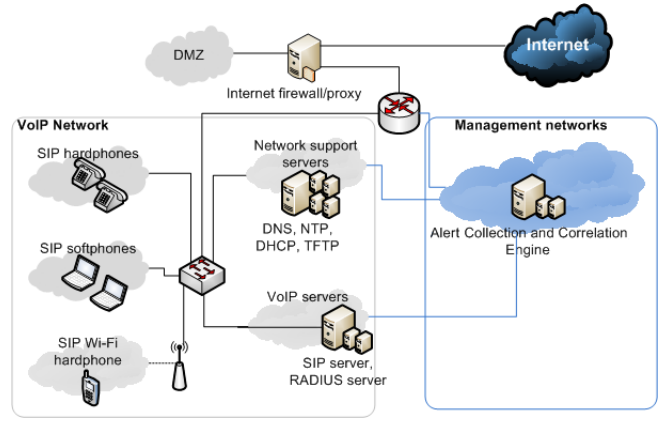 DMZ
Internet
Internet firewall/proxy
VoIP Network
Management networks
SIP hardphones
Network support
servers
DNS, NTP,
DHCP, TFTP
Alert Collection and Correlation
Engine
SIP softphones
VoIP servers
SIP server,
RADIUS server
SIP Wi-Fi
hardphone